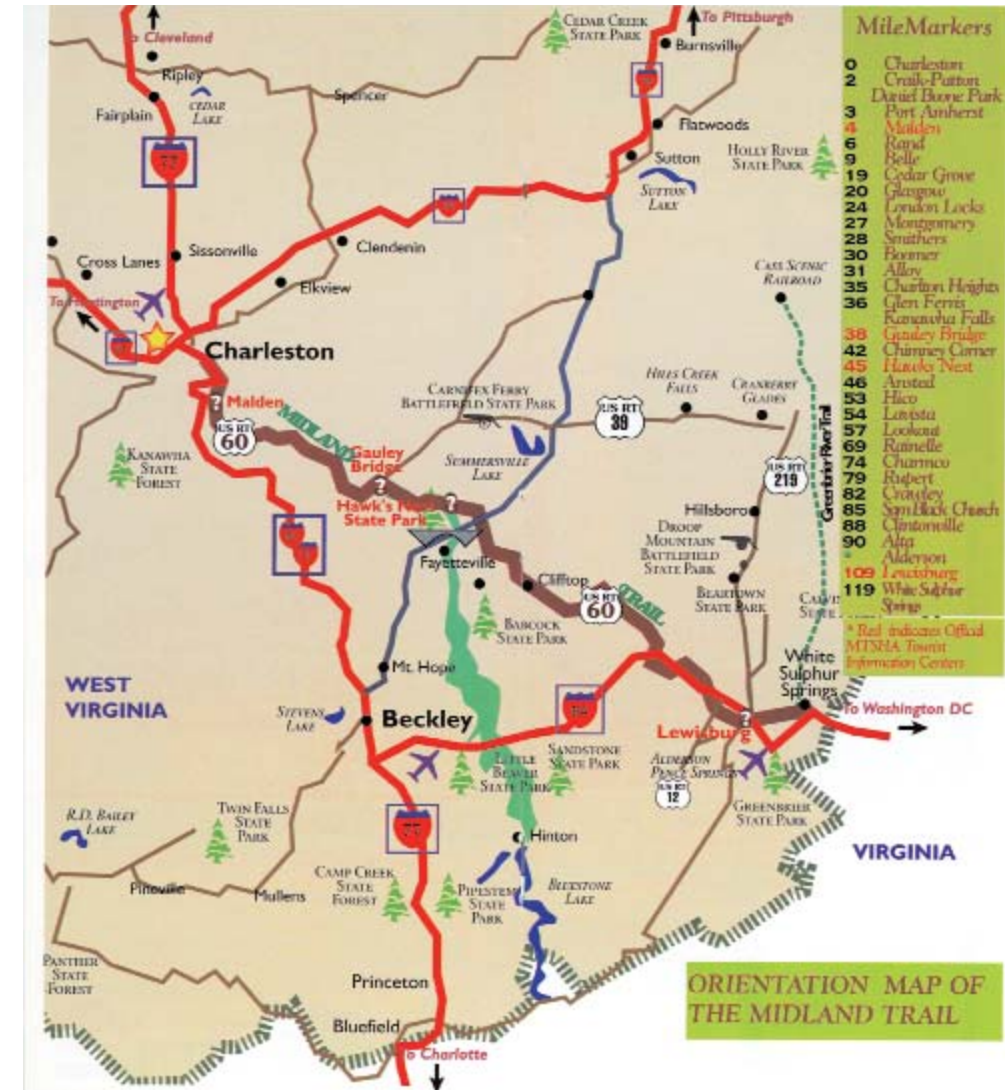 To Pittsburgh
CEDAR CREEK
STATE PARK
Cleveland
Burnsville
Ripley
CEDAR
LAKE
Spencer
Fairplain
Flatwoods
77
HOLLY RIVER
STATE PARK
Sutton
SUTTON
LAKE
Sissonville
Clendenin
Cross Lanes
CASS SCENIC
RAILROAD
Elkview
To Huntington
Charleston
HILLS CREEK
FALLS
CRANBERRY
GLADES
CARNIFEX FERRY
BATTLEFIELD STATE PARK
Malden
US RT
39
MIDLAND
US RT
60
Gauley
Bridge
SUMMERSVILLE
LAKE
KANAWHA
STATE
FOREST
US RT
219
Greenbrier River Trail
Hawk's
State Park
Hillsboro
DROOP
MOUNTAIN
BATTLEFIELD
STATE PARK
Fayetteville
Clifftop
US RT
60
TRAIL
BEARTOWN
STATE PARK
BABCOCK
STATE PARK
Mt. Hope
White
Sulphur
Springs
WEST
VIRGINIA
STEVENS
LAKE
Beckley
64
To Washington DC
Lewisburg
LITTLE
BEAVER
STATE PARK
SANDSTONE
STATE PARK
ALDERSON
PENCE SPRINGS
US RT
12
GREENBRIER
STATE PARK
R.D. BAILEY
LAKE
TWIN FALLS
STATE
PARK
77
Hinton
VIRGINIA
Pineville
Mullens
CAMP CREEK
STATE
FOREST
PIPESTEM
STATE
PARK
BLUESTONE
LAKE
PANTHER
STATE
FOREST
Princeton
Bluefield
To Charlotte
MileMarkers
0 Charleston
2 Craik-Patton
Daniel Boone Park
3 Port Amherst
4 Malden
6 Rand
9 Belle
19 Cedar Grove
20 Glasgow
24 London Locks
27 Montgomery
28 Smithers
30 Boomer
31 Alloy
35 Charlton Heights
36 Glen Ferris
Kanawha Falls
38 Gauley Bridge
42 Chimney Corner
45 Hawks Nest
46 Ansted
53 Hico
54 Lavista
57 Lookout
69 Rainelle
74 Charmco
79 Rupert
82 Crawley
85 Sam Black Church
88 Clintonville
90 Alta
* Alderson
109 Lewisburg
119 White Sulphur
Springs
* Red indicates Official
MTSHA Tourist
Information Centers
ORIENTATION MAP OF
THE MIDLAND TRAIL